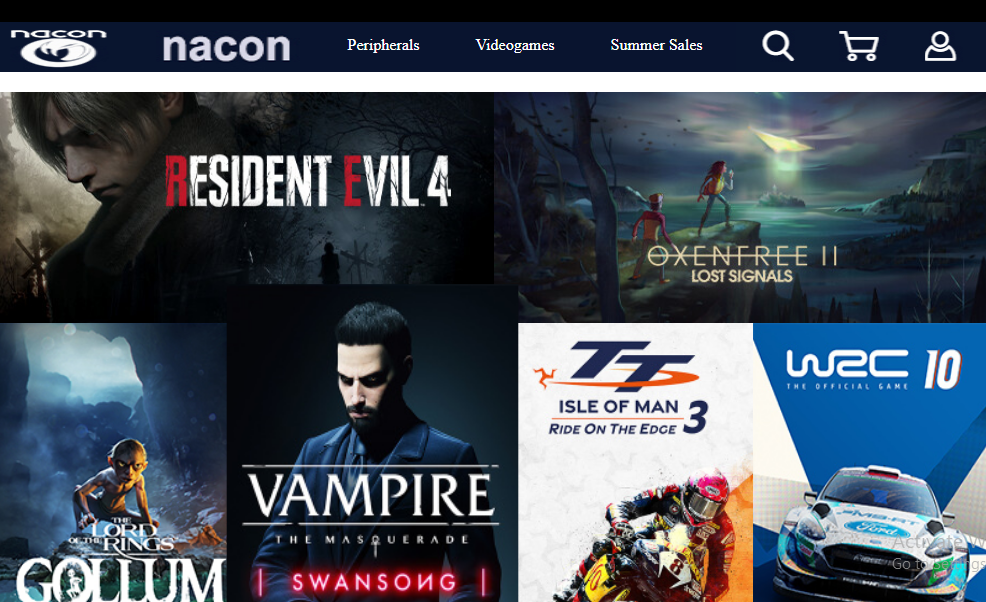 nacon
nacon
Peripherals
Videogames
Summer Sales
RESIDENT EVIL 4
OXENFREE II
LOST SIGNALS
TT
ISLE OF MAN
RIDE ON THE EDGE 3
WRC 10
THE OFFICIAL GAME
VAMPIRE
THE MASQUERADE
SWANSONG
THE
LORD
OF THE RINGS
GOLLUM
Ford
8
Activate W
Go to Settings